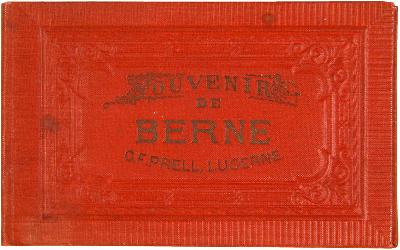 SOUVENIR
DE
BERNE
O.F. PRELL, LUCERNE